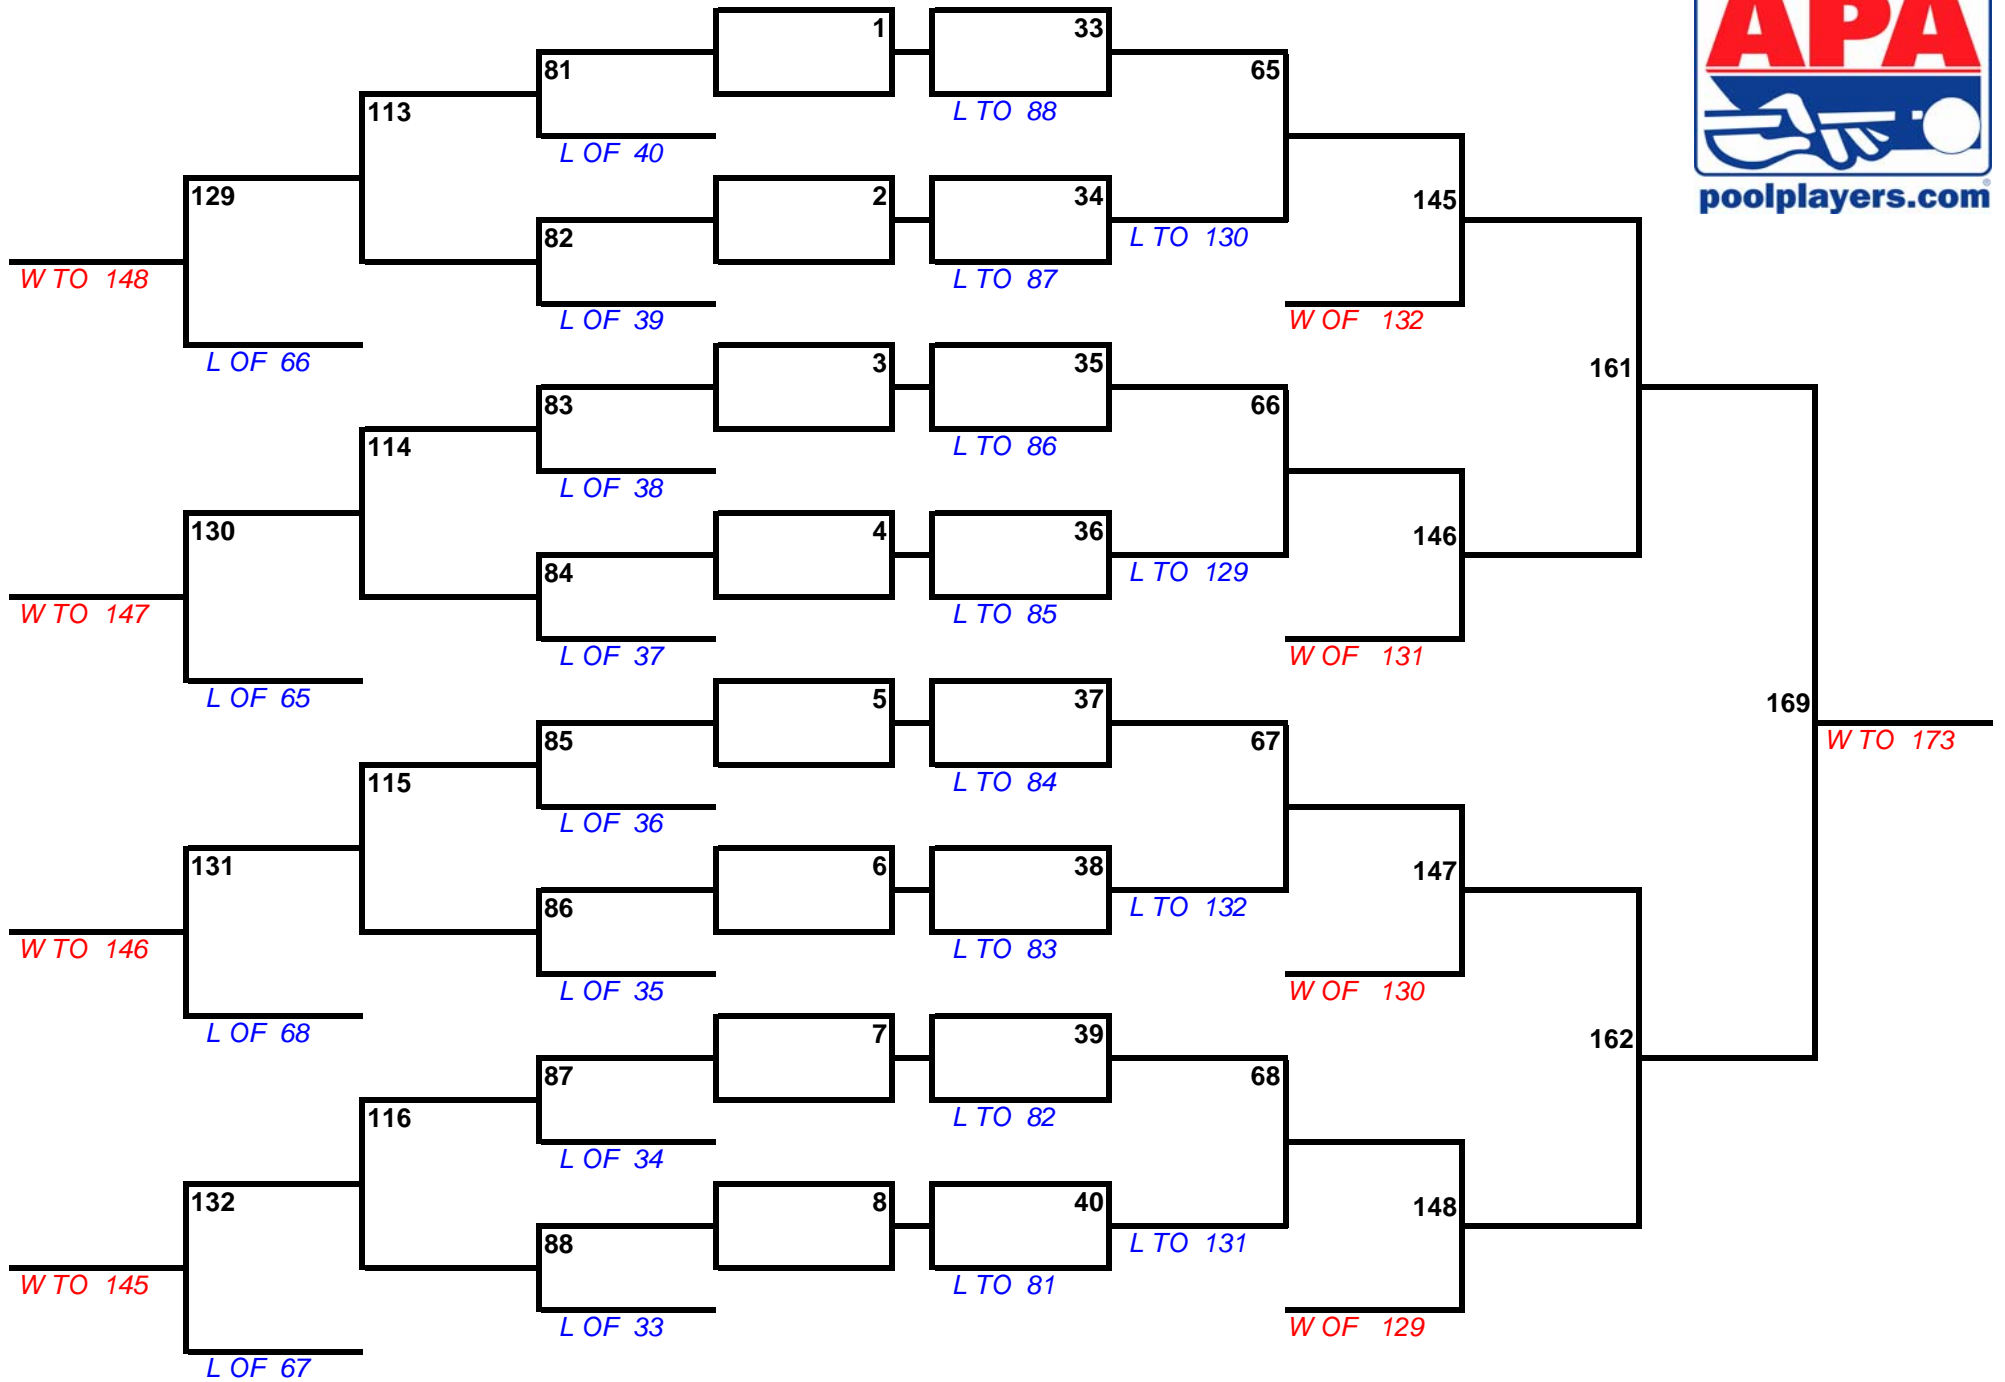 APA
poolplayers.com
1 33
81 65
113 L TO 88
L OF 40
129 2 34 145
82 L TO 130
W TO 148 L TO 87
L OF 39 W OF 132
L OF 66 3 35 161
83 66
114 L TO 86
L OF 38
130 4 36 146
84 L TO 129
W TO 147 L TO 85
L OF 37 W OF 131
L OF 65 5 37 169
85 67 W TO 173
115 L TO 84
L OF 36
131 6 38 147
86 L TO 132
W TO 146 L TO 83
L OF 35 W OF 130
L OF 68 7 39 162
87 68
116 L TO 82
L OF 34
132 8 40 148
88 L TO 131
W TO 145 L TO 81
L OF 33 W OF 129
L OF 67